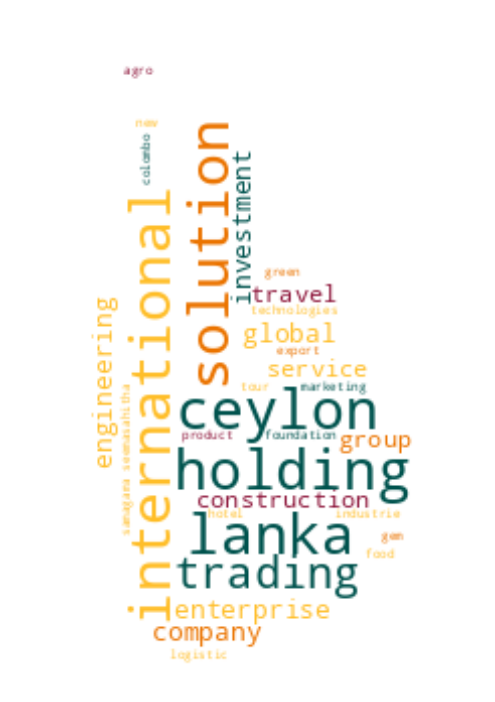 agro
new
colombo
solution
investment
international
green
travel
engineering
technologies
global
export
service
tour
marketing
samagara seemasahitha
ceylon
product
foundation
group
holding
construction
hotel
industrie
lanka
gem
food
trading
enterprise
company
logistic